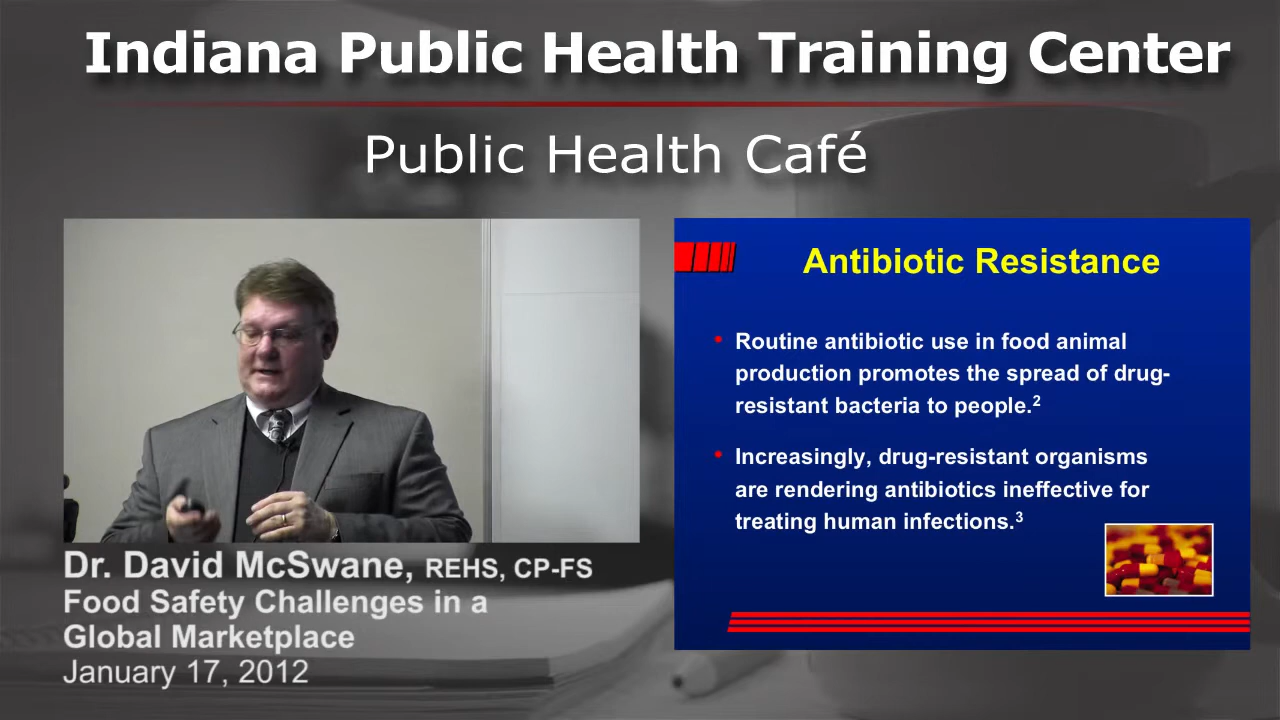 Indiana Public Health Training Center
Public Health Café
Antibiotic Resistance
• Routine antibiotic use in food animal
production promotes the spread of drug-
resistant bacteria to people.²
• Increasingly, drug-resistant organisms
are rendering antibiotics ineffective for
treating human infections.³
Dr. David McSwane, REHS, CP-FS
Food Safety Challenges in a
Global Marketplace
January 17, 2012